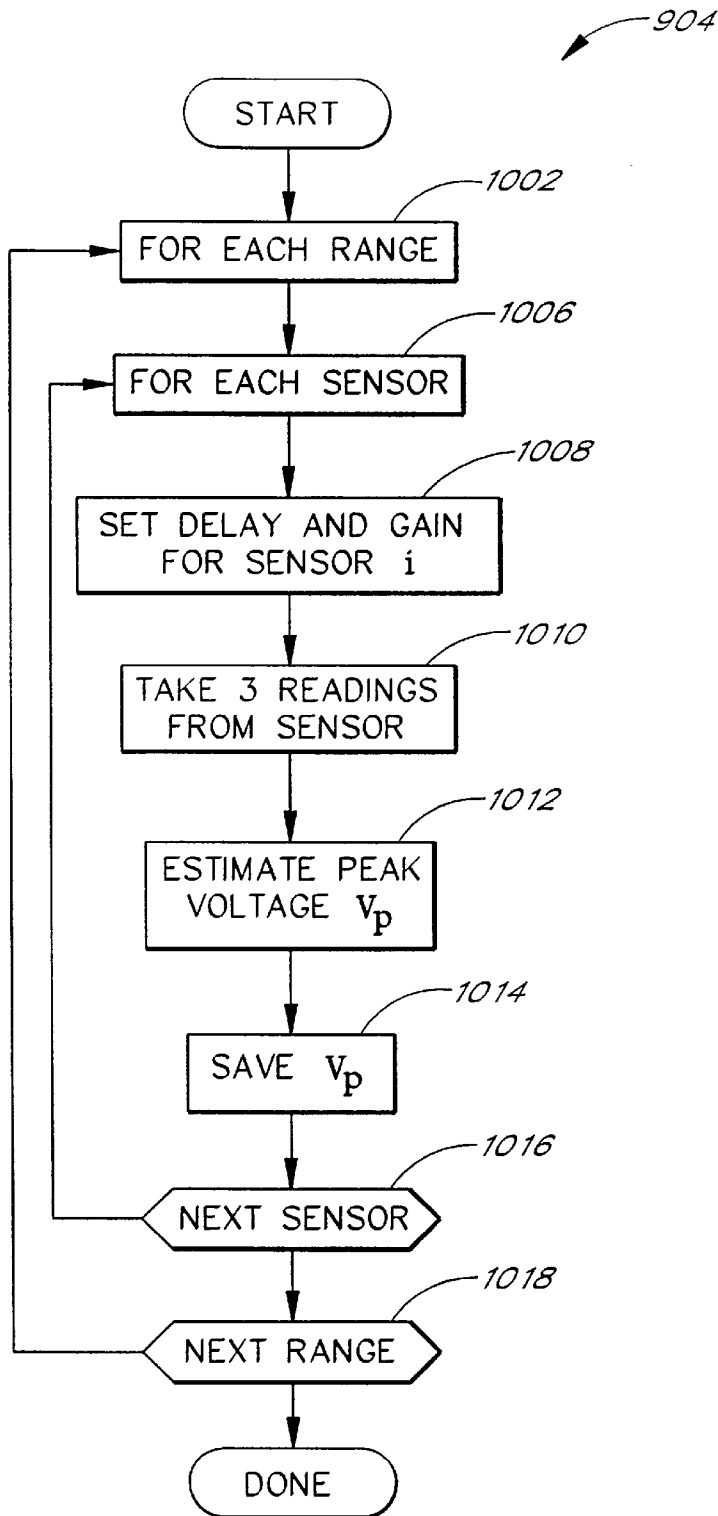 904
START
1002
FOR EACH RANGE
1006
FOR EACH SENSOR
1008
SET DELAY AND GAIN
FOR SENSOR i
1010
TAKE 3 READINGS
FROM SENSOR
1012
ESTIMATE PEAK
VOLTAGE Vp
1014
SAVE Vp
1016
NEXT SENSOR
1018
NEXT RANGE
DONE